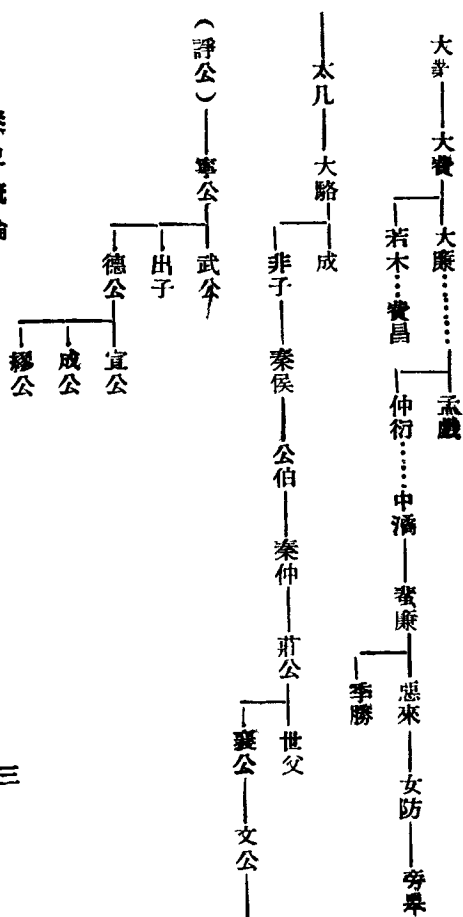 大業
大費
大廉
若木
費昌
孟戲
仲衍
中潏
蜚廉
惡來
季勝
女防
旁皋
太几
大駱
成
非子
秦侯
公伯
秦仲
莊公
世父
襄公
文公
（諍公）
寧公
武公
出子
德公
宣公
成公
繆公
三